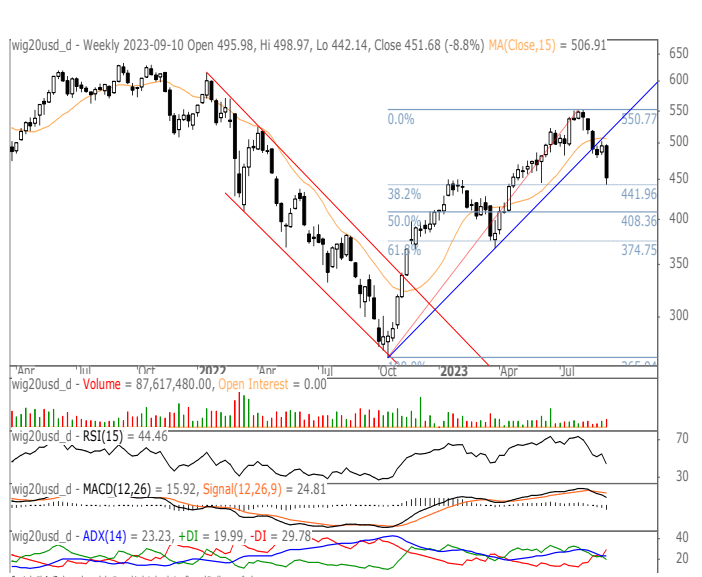 wig20usd_d - Weekly 2023-09-10 Open 495.98, Hi 498.97, Lo 442.14, Close 451.68 (-8.8%) MA(Close,15) = 506.91
650
600
550
500
450
400
350
300
0.0%
550.77
38.2%
441.96
50.0%
408.36
61.8%
374.75
Apr
Jul
Oct
2022
Apr
Jul
Oct
2023
Apr
Jul
wig20usd_d - Volume = 87,617,480.00, Open Interest = 0.00
wig20usd_d - RSI(15) = 44.46
70
30
wig20usd_d - MACD(12,26) = 15.92, Signal(12,26,9) = 24.81
wig20usd_d - ADX(14) = 23.23, +DI = 19.99, -DI = 29.78
40
20